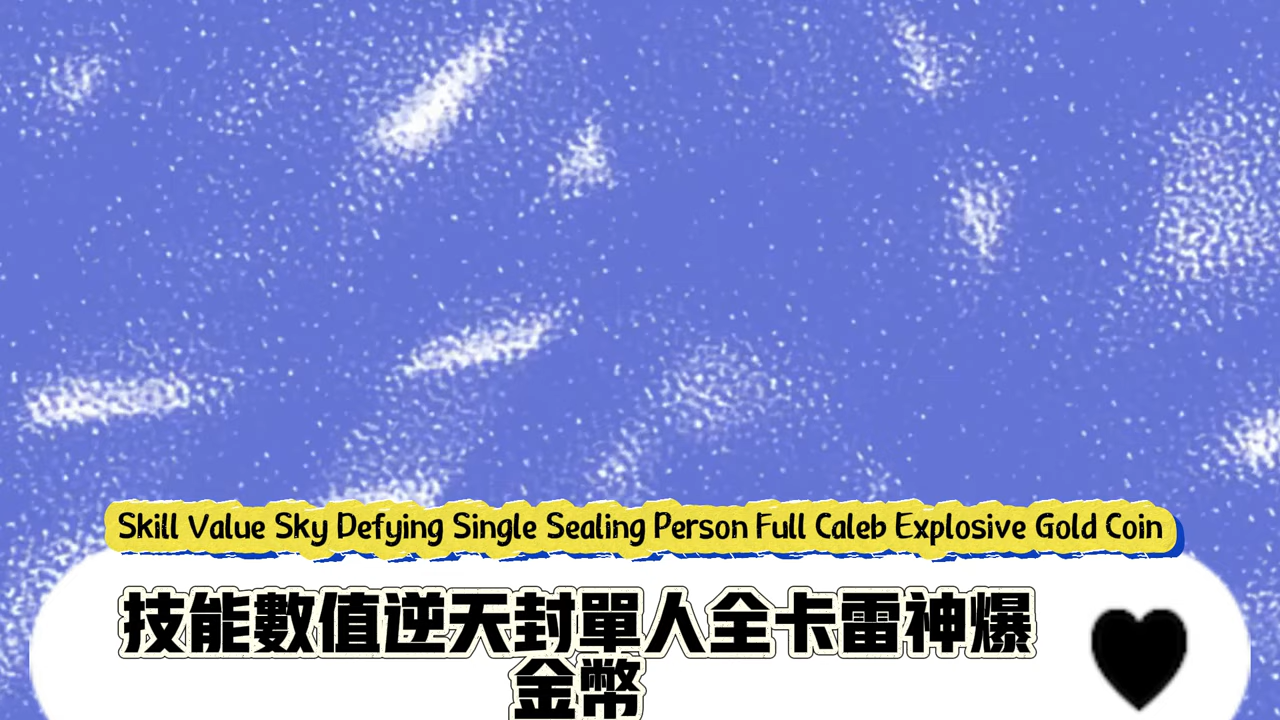 Skill Value Sky Defying Single Sealing Person Full Caleb Explosive Gold Coin
技能數值逆天封單人全卡雷神爆
金幣